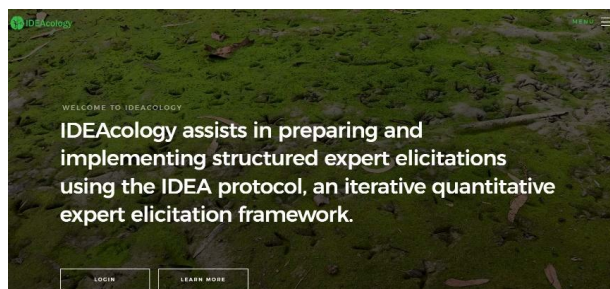 IDEAcology
MENU
WELCOME TO IDEACOLOGY
IDEAcology assists in preparing and
implementing structured expert elicitations
using the IDEA protocol, an iterative quantitative
expert elicitation framework.
LOGIN
LEARN MORE